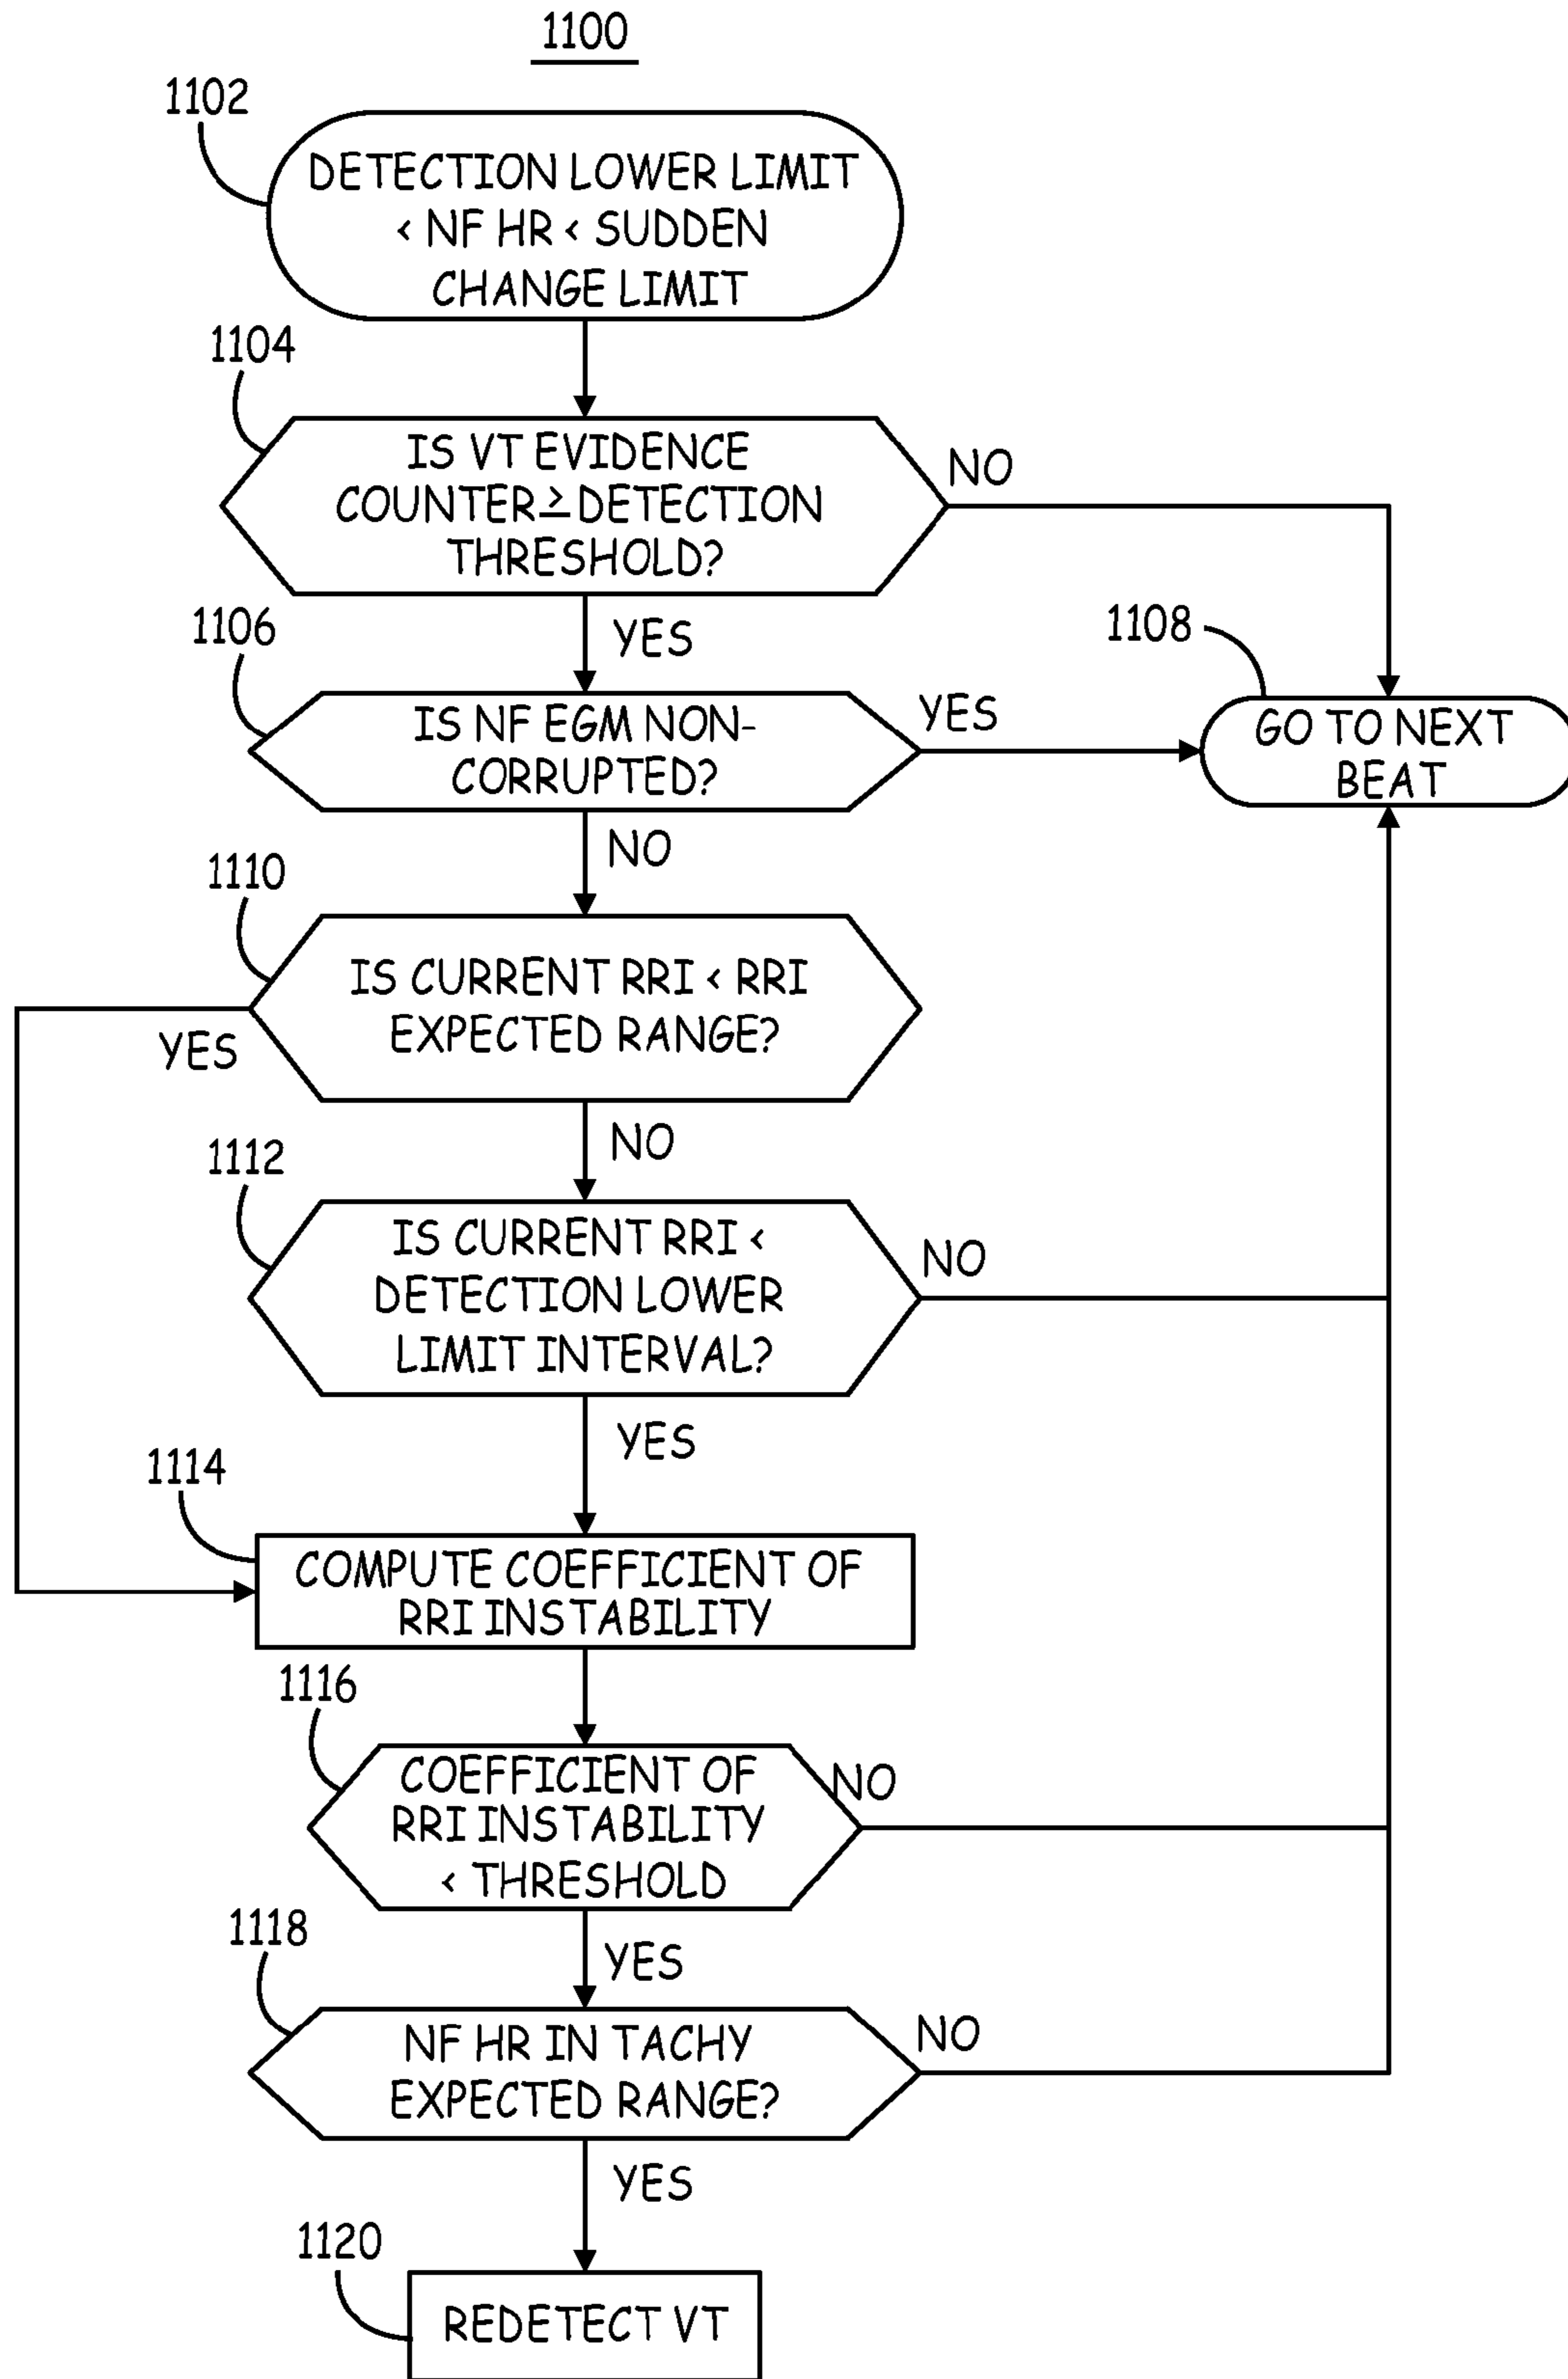 1100
1102
DETECTION LOWER LIMIT
< NF HR < SUDDEN
CHANGE LIMIT
1104
IS VT EVIDENCE
COUNTER ≥ DETECTION
THRESHOLD?
NO
YES
1106
IS NF EGM NON-
CORRUPTED?
YES
1108
GO TO NEXT
BEAT
NO
1110
IS CURRENT RRI < RRI
EXPECTED RANGE?
YES
NO
1112
IS CURRENT RRI <
DETECTION LOWER
LIMIT INTERVAL?
NO
YES
1114
COMPUTE COEFFICIENT OF
RRI INSTABILITY
1116
COEFFICIENT OF
RRI INSTABILITY
< THRESHOLD
NO
YES
1118
NF HR IN TACHY
EXPECTED RANGE?
NO
YES
1120
REDETECT VT